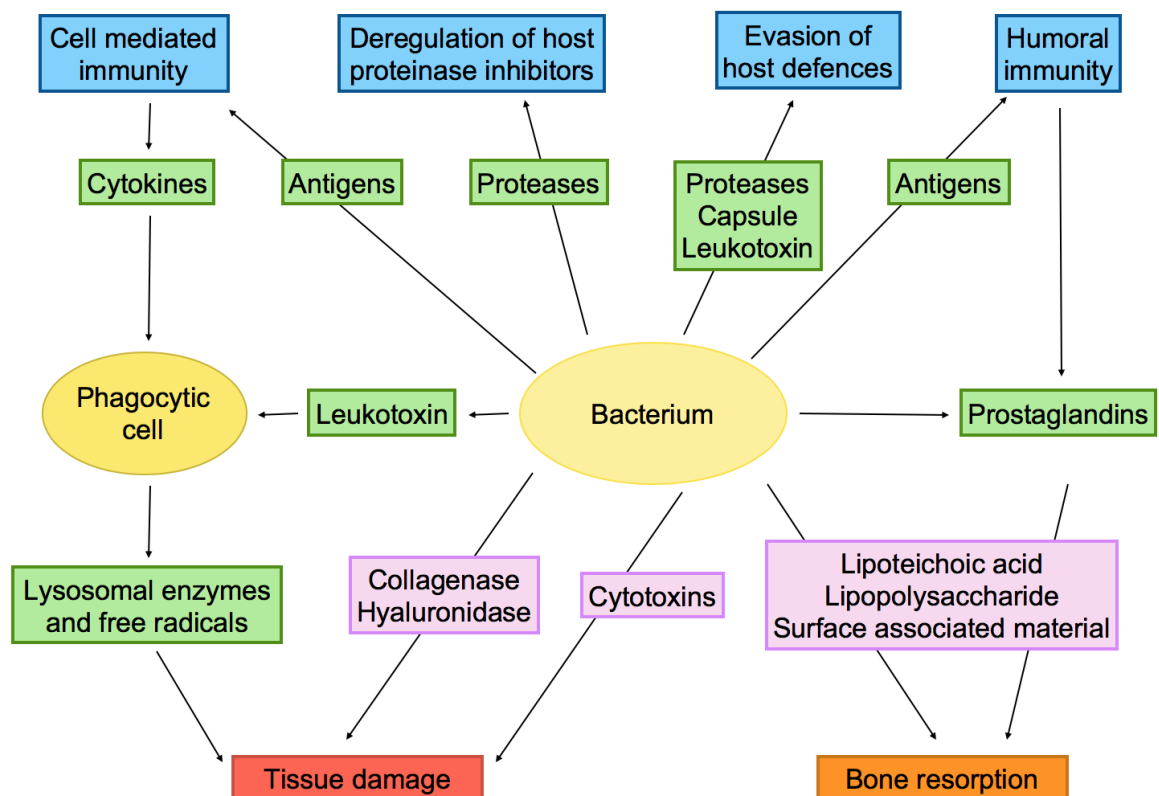 Cell mediated
immunity
Deregulation of host
proteinase inhibitors
Evasion of
host defences
Humoral
immunity
Cytokines
Antigens
Proteases
Proteases
Capsule
Leukotoxin
Antigens
Phagocytic
cell
Leukotoxin
Bacterium
Prostaglandins
Lysosomal enzymes
and free radicals
Collagenase
Hyaluronidase
Cytotoxins
Lipoteichoic acid
Lipopolysaccharide
Surface associated material
Tissue damage
Bone resorption